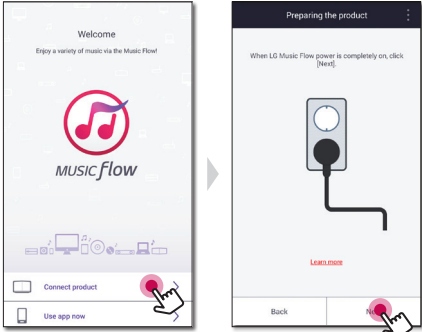 Welcome
Enjoy a variety of music via the Music Flow!
MUSIC flow
Connect product
Use app now
Preparing the product
When LG Music Flow power is completely on, click
[Next].
Learn more
Back